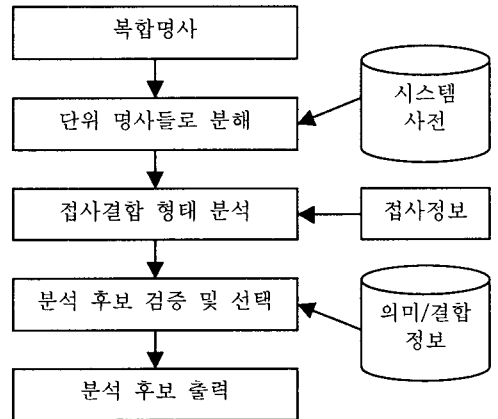 복합명사
단위 명사들로 분해
시스템
사전
접사결합 형태 분석
접사정보
분석 후보 검증 및 선택
의미/결합
정보
분석 후보 출력